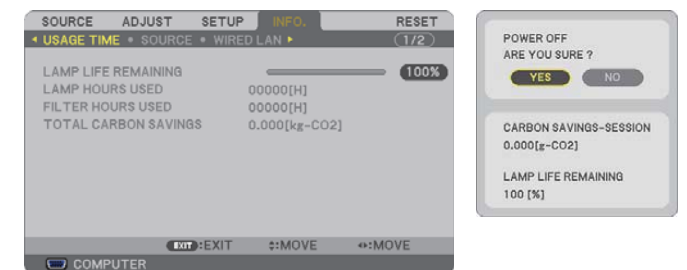 SOURCE ADJUST SETUP INFO. RESET
USAGE TIME • SOURCE • WIRED LAN 1/2
LAMP LIFE REMAINING 100%
LAMP HOURS USED 00000[H]
FILTER HOURS USED 00000[H]
TOTAL CARBON SAVINGS 0.000[kg-CO2]
EXIT :EXIT :MOVE :MOVE
COMPUTER
POWER OFF
ARE YOU SURE ?
YES NO
CARBON SAVINGS-SESSION
0.000[g-CO2]
LAMP LIFE REMAINING
100 [%]